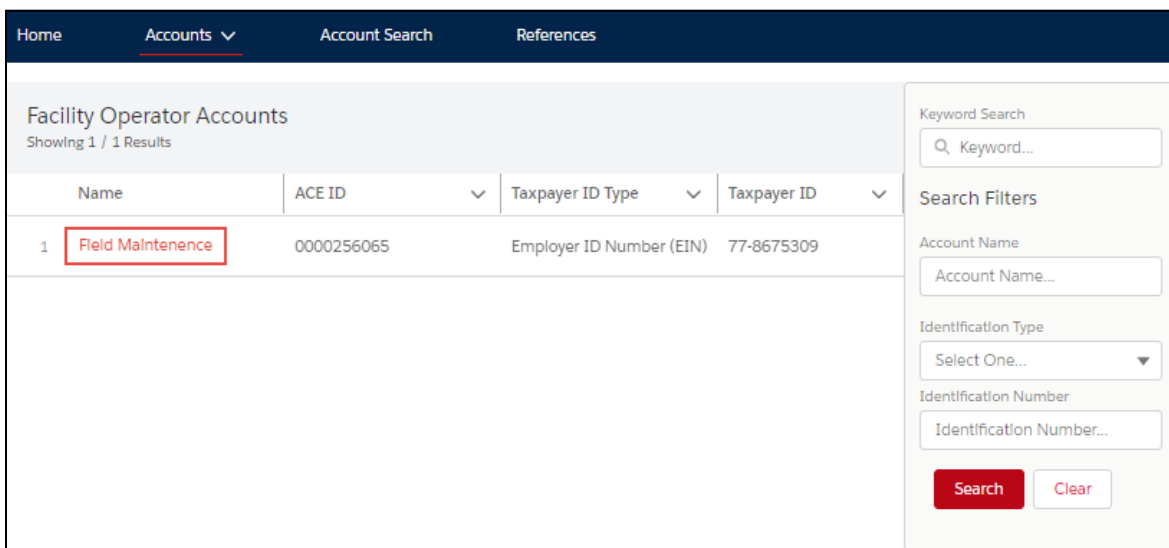 Home Accounts Account Search References
Facility Operator Accounts
Showing 1 / 1 Results
Name ACE ID Taxpayer ID Type Taxpayer ID
1 Field Maintenence 0000256065 Employer ID Number (EIN) 77-8675309
Keyword Search
Keyword...
Search Filters
Account Name
Account Name...
Identification Type
Select One...
Identification Number
Identification Number...
Search Clear